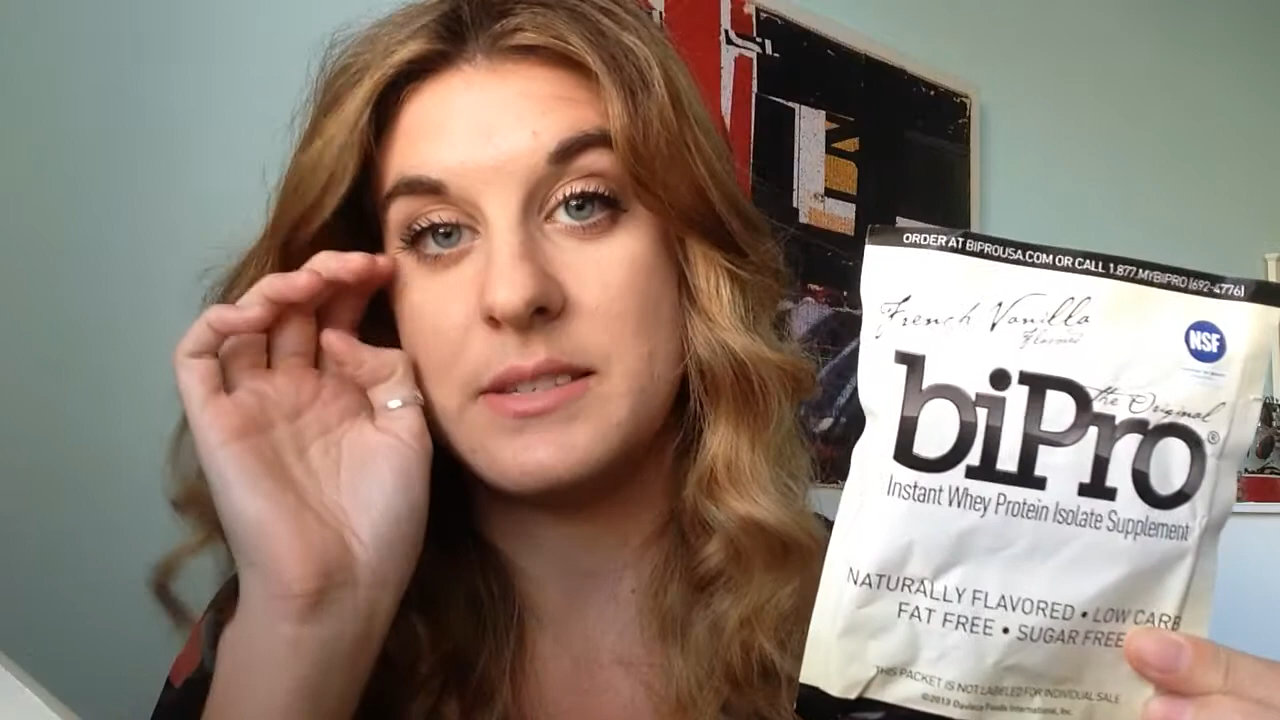 ORDER AT BIPROUSA.COM OR CALL 1.877.MYBIPRO (692-4776)
French Vanilla
Flavored
NSF
the Original
biPro®
Instant Whey Protein Isolate Supplement
NATURALLY FLAVORED • LOW CARB
FAT FREE • SUGAR FREE
THIS PACKET IS NOT LABELED FOR INDIVIDUAL SALE
©2013 Davisco Foods International, Inc.